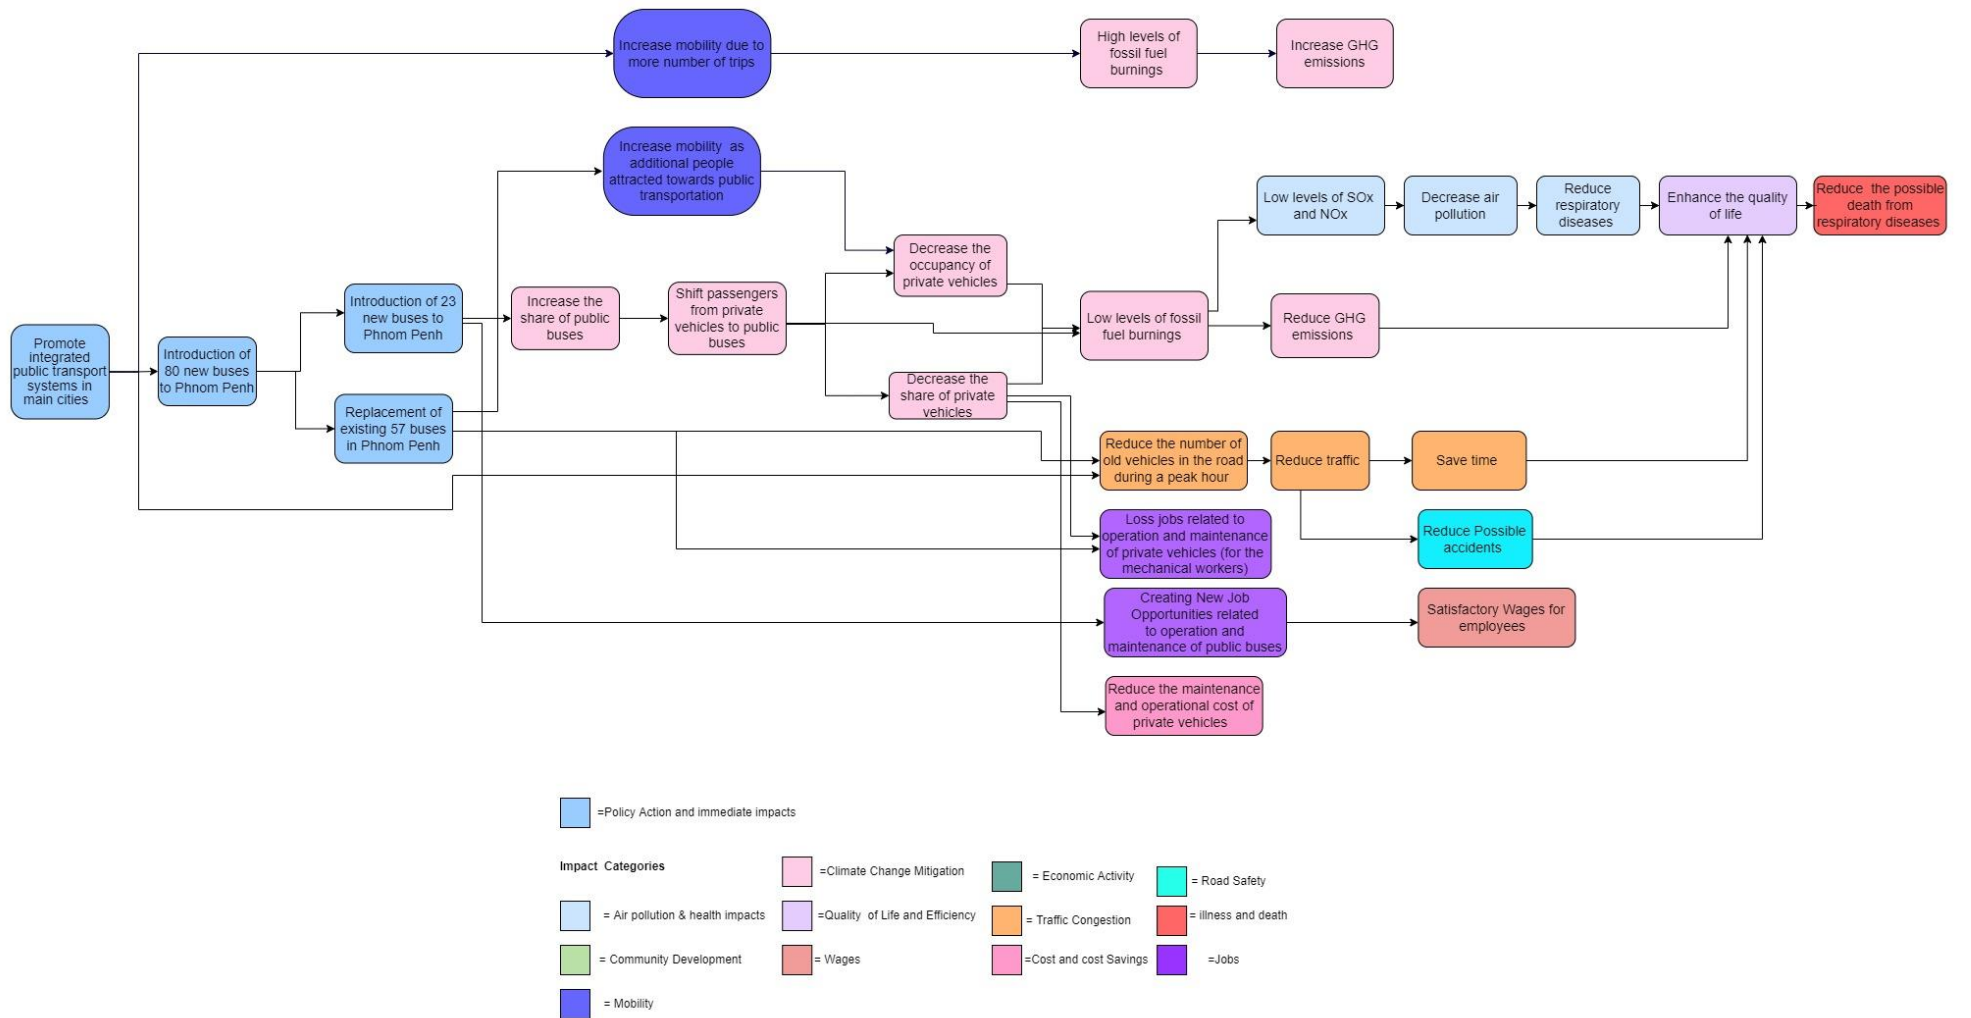 Increase mobility due to
more number of trips
High levels of
fossil fuel
burnings
Increase GHG
emissions
Increase mobility  as
additional people
attracted towards public
transportation
Low levels of SOx
and NOx
Decrease air
pollution
Reduce
respiratory
diseases
Enhance the quality
of life
Reduce  the possible
death from
respiratory diseases
Decrease the
occupancy of
private vehicles
Introduction of 23
new buses to
Phnom Penh
Increase the
share of public
buses
Shift passengers
from private
vehicles to public
buses
Low levels of fossil
fuel burnings
Reduce GHG
emissions
Promote
integrated
public transport
systems in
main cities
Introduction of
80 new buses
to Phnom Penh
Replacement of
existing 57 buses
in Phnom Penh
Decrease the
share of private
vehicles
Reduce the number of
old vehicles in the road
during a peak hour
Reduce traffic
Save time
Loss jobs related to
operation and maintenance
of private vehicles (for the
mechanical workers)
Reduce Possible
accidents
Creating New Job
Opportunities related
to operation and
maintenance of public buses
Satisfactory Wages for
employees
Reduce the maintenance
and operational cost of
private vehicles
=Policy Action and immediate impacts
Impact  Categories
=Climate Change Mitigation
= Economic Activity
= Road Safety
= Air pollution & health impacts
=Quality  of Life and Efficiency
= Traffic Congestion
= illness and death
= Community Development
= Wages
=Cost and cost Savings
=Jobs
= Mobility